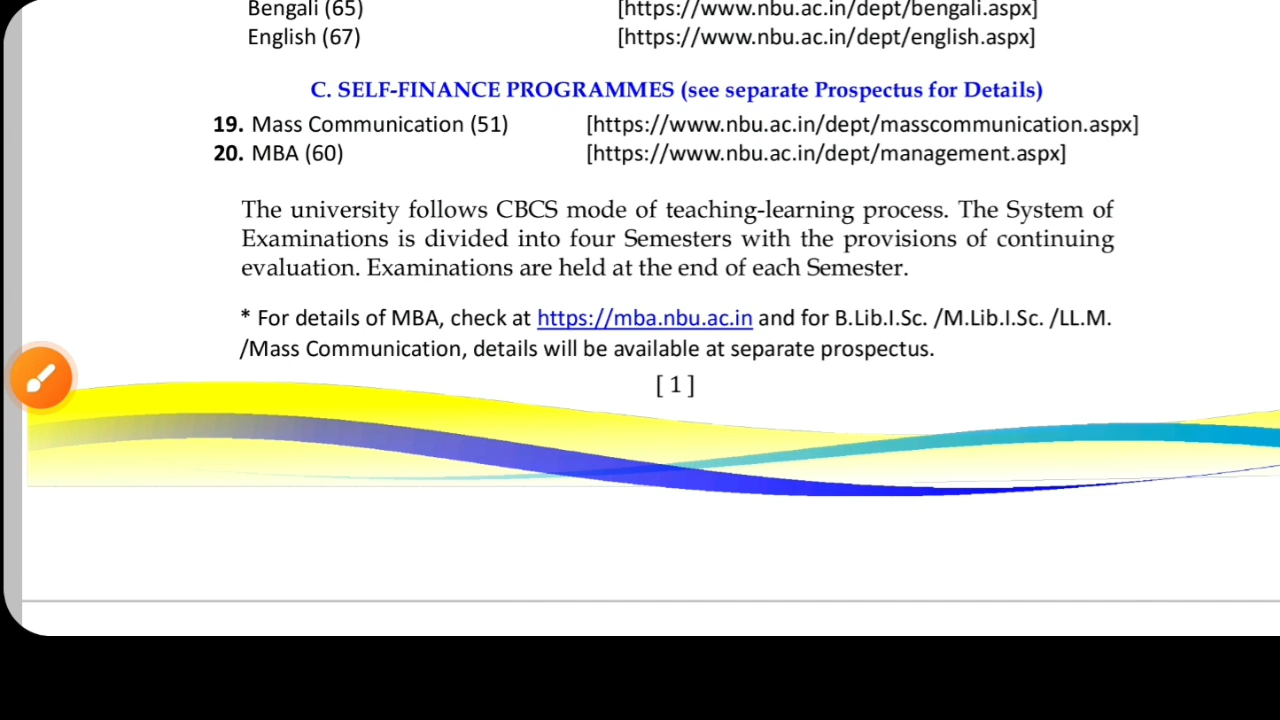 Bengali (65) [https://www.nbu.ac.in/dept/bengali.aspx]
English (67) [https://www.nbu.ac.in/dept/english.aspx]
C. SELF-FINANCE PROGRAMMES (see separate Prospectus for Details)
19. Mass Communication (51) [https://www.nbu.ac.in/dept/masscommunication.aspx]
20. MBA (60) [https://www.nbu.ac.in/dept/management.aspx]
The university follows CBCS mode of teaching-learning process. The System of
Examinations is divided into four Semesters with the provisions of continuing
evaluation. Examinations are held at the end of each Semester.
* For details of MBA, check at https://mba.nbu.ac.in and for B.Lib.I.Sc. /M.Lib.I.Sc. /LL.M.
/Mass Communication, details will be available at separate prospectus.
[ 1 ]